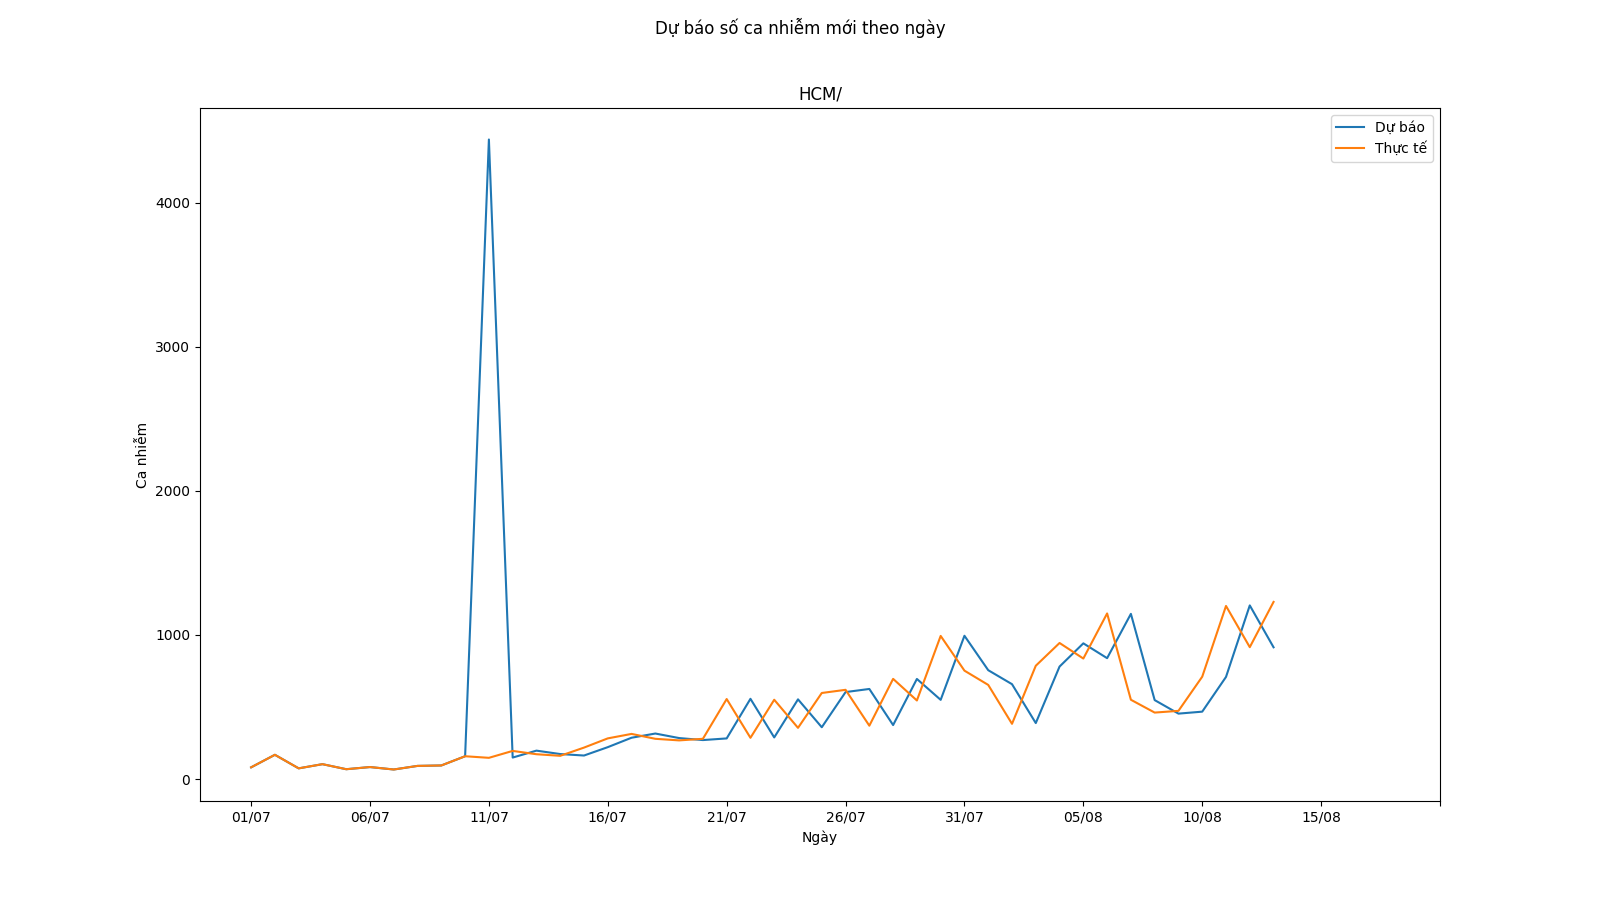 Dự báo số ca nhiễm mới theo ngày
HCM/
Dự báo
Thực tế
4000
3000
2000
1000
0
Ca nhiễm
01/07
06/07
11/07
16/07
21/07
26/07
31/07
05/08
10/08
15/08
Ngày